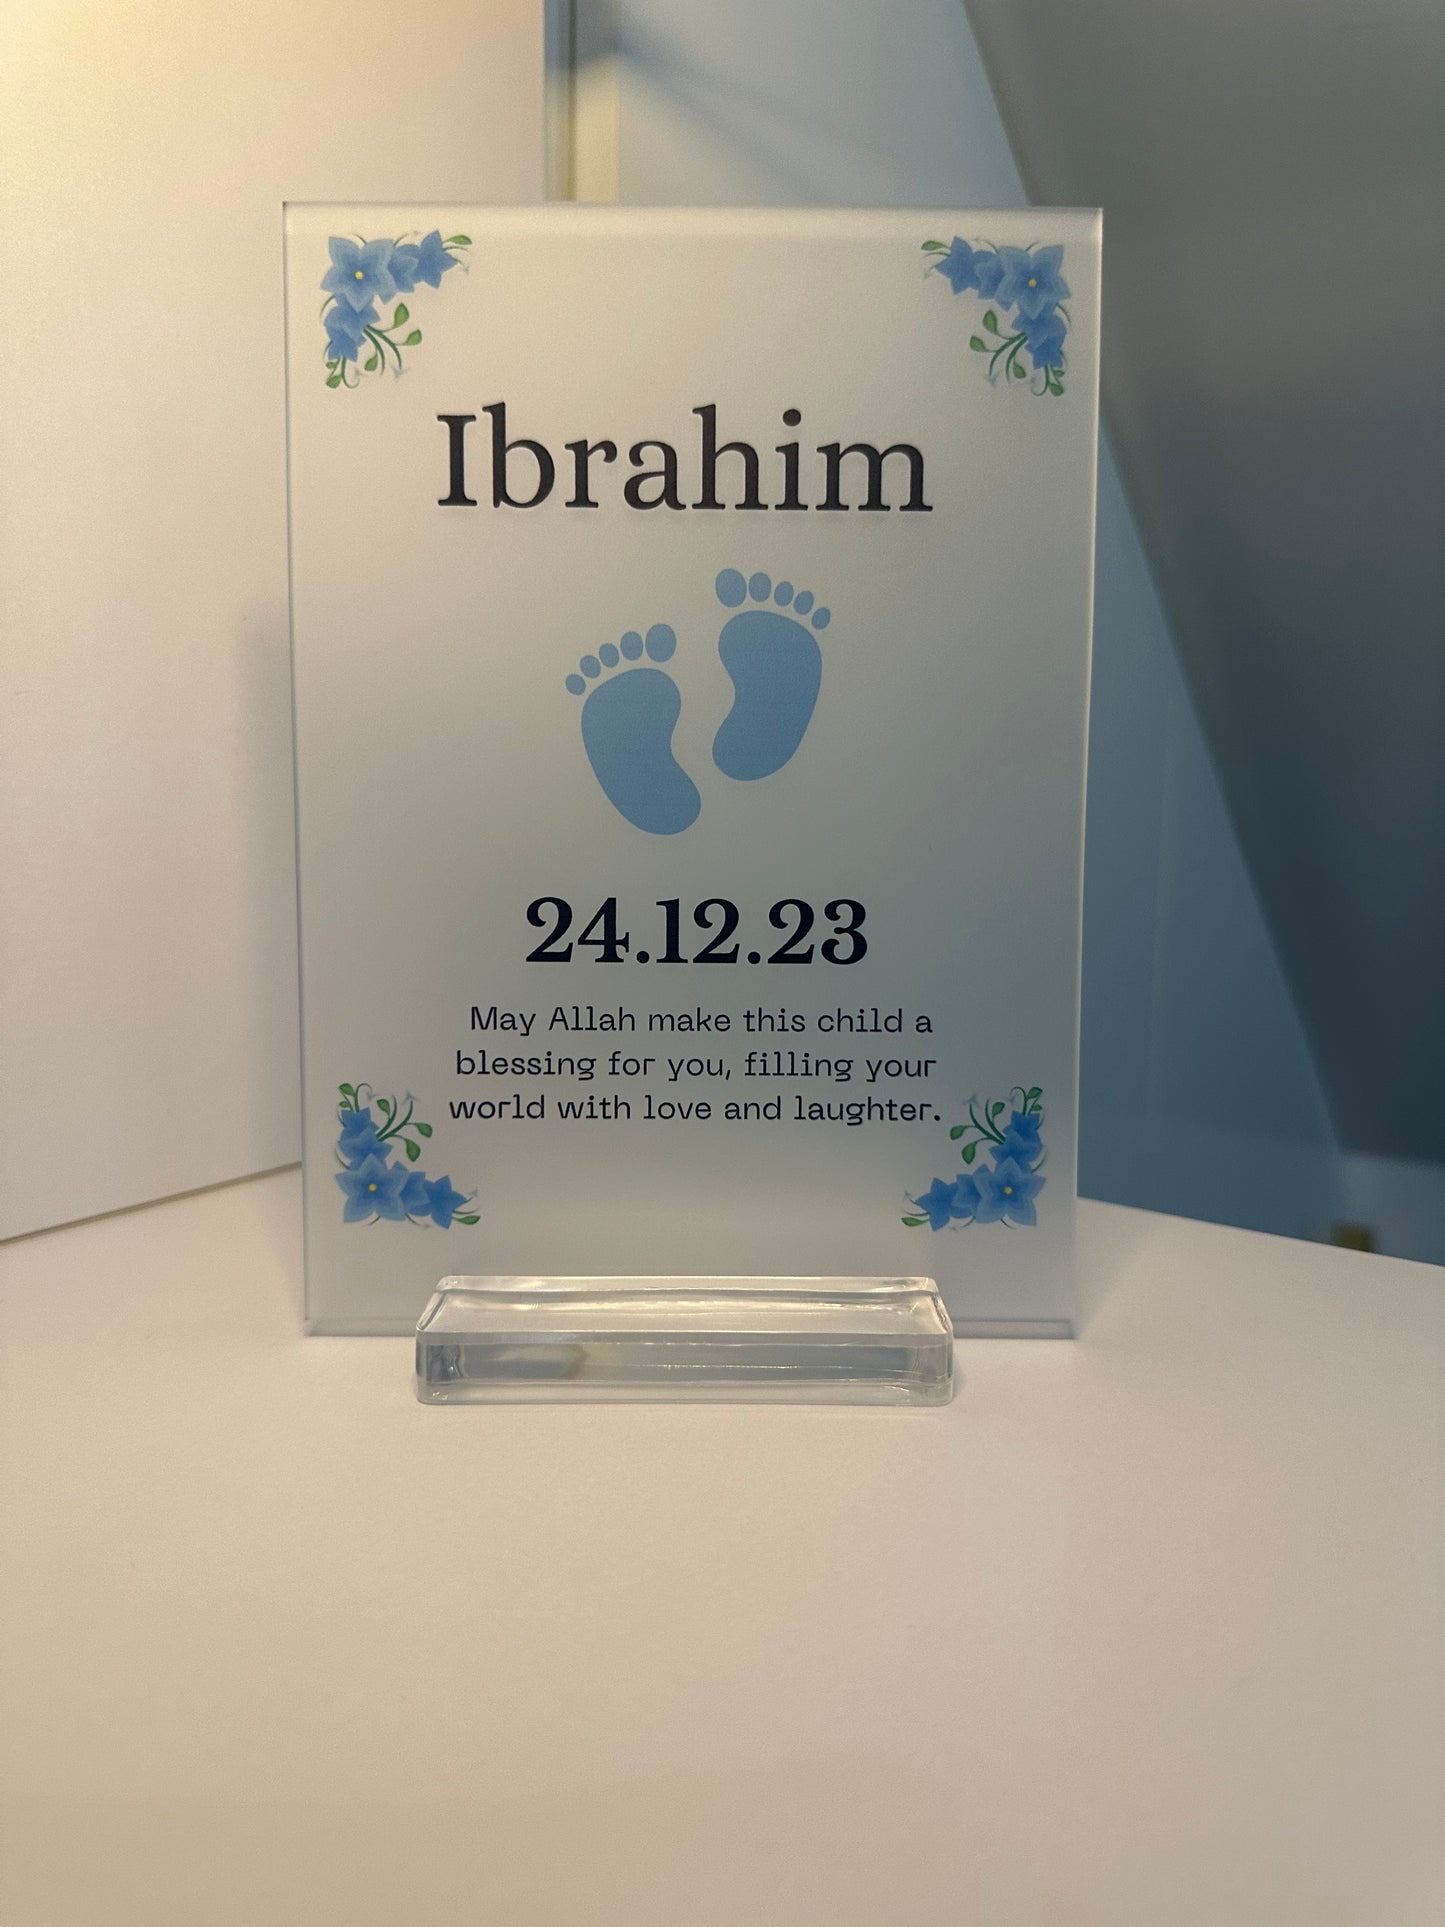 Ibrahim
24.12.23
May Allah make this child a
blessing for you, filling your
world with love and laughter.